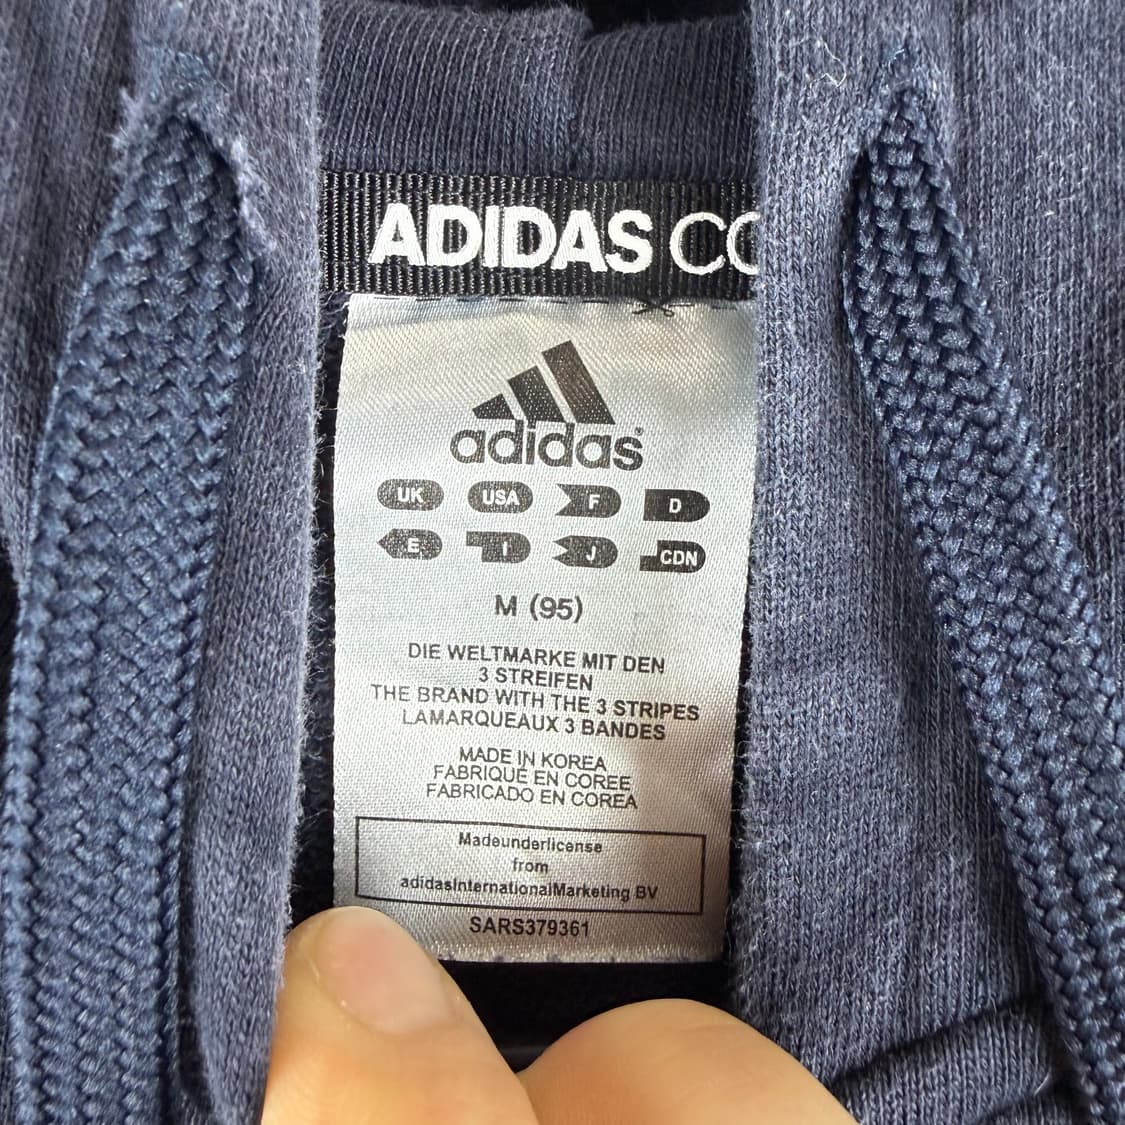 ADIDAS CO
adidas®
UK USA F D
E I J CDN
M (95)
DIE WELTMARKE MIT DEN
3 STREIFEN
THE BRAND WITH THE 3 STRIPES
LAMARQUEAUX 3 BANDES
MADE IN KOREA
FABRIQUE EN COREE
FABRICADO EN COREA
Madeunderlicense
from
adidasInternationalMarketing BV
SARS379361